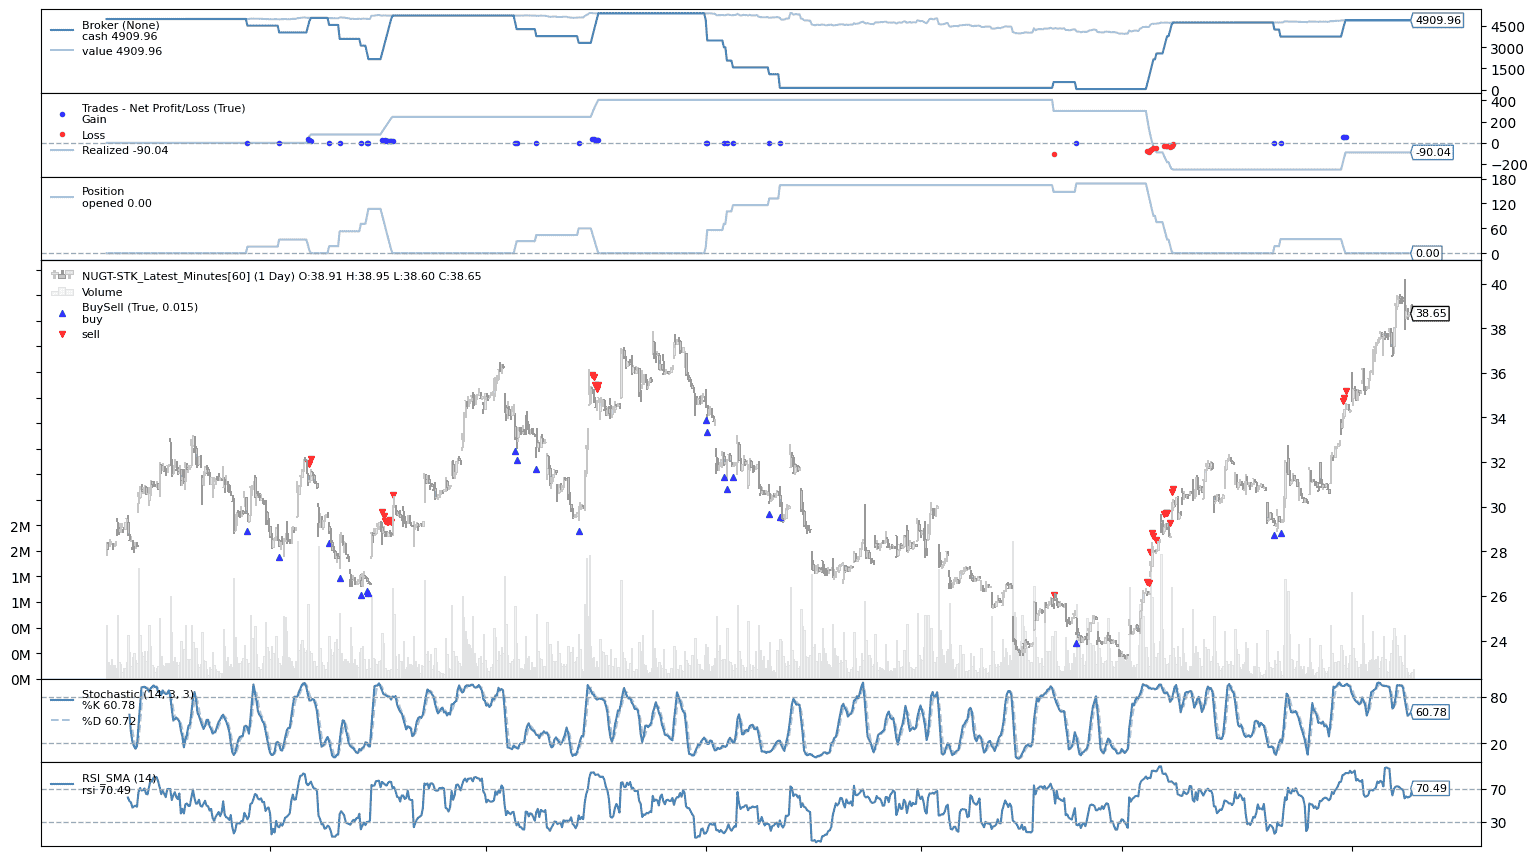 Broker (None)
cash 4909.96
value 4909.96
4909.96
4500
3000
1500
0
Trades - Net Profit/Loss (True)
Gain
Loss
Realized -90.04
400
200
0
-90.04
−200
Position
opened 0.00
180
120
60
0
0.00
NUGT-STK_Latest_Minutes[60] (1 Day) O:38.91 H:38.95 L:38.60 C:38.65
Volume
BuySell (True, 0.015)
buy
sell
40
38.65
38
36
34
32
30
28
26
24
2M
2M
1M
1M
0M
0M
0M
Stochastic (14, 3, 3)
%K 60.78
%D 60.72
80
60.78
20
RSI_SMA (14)
rsi 70.49
70.49
70
30